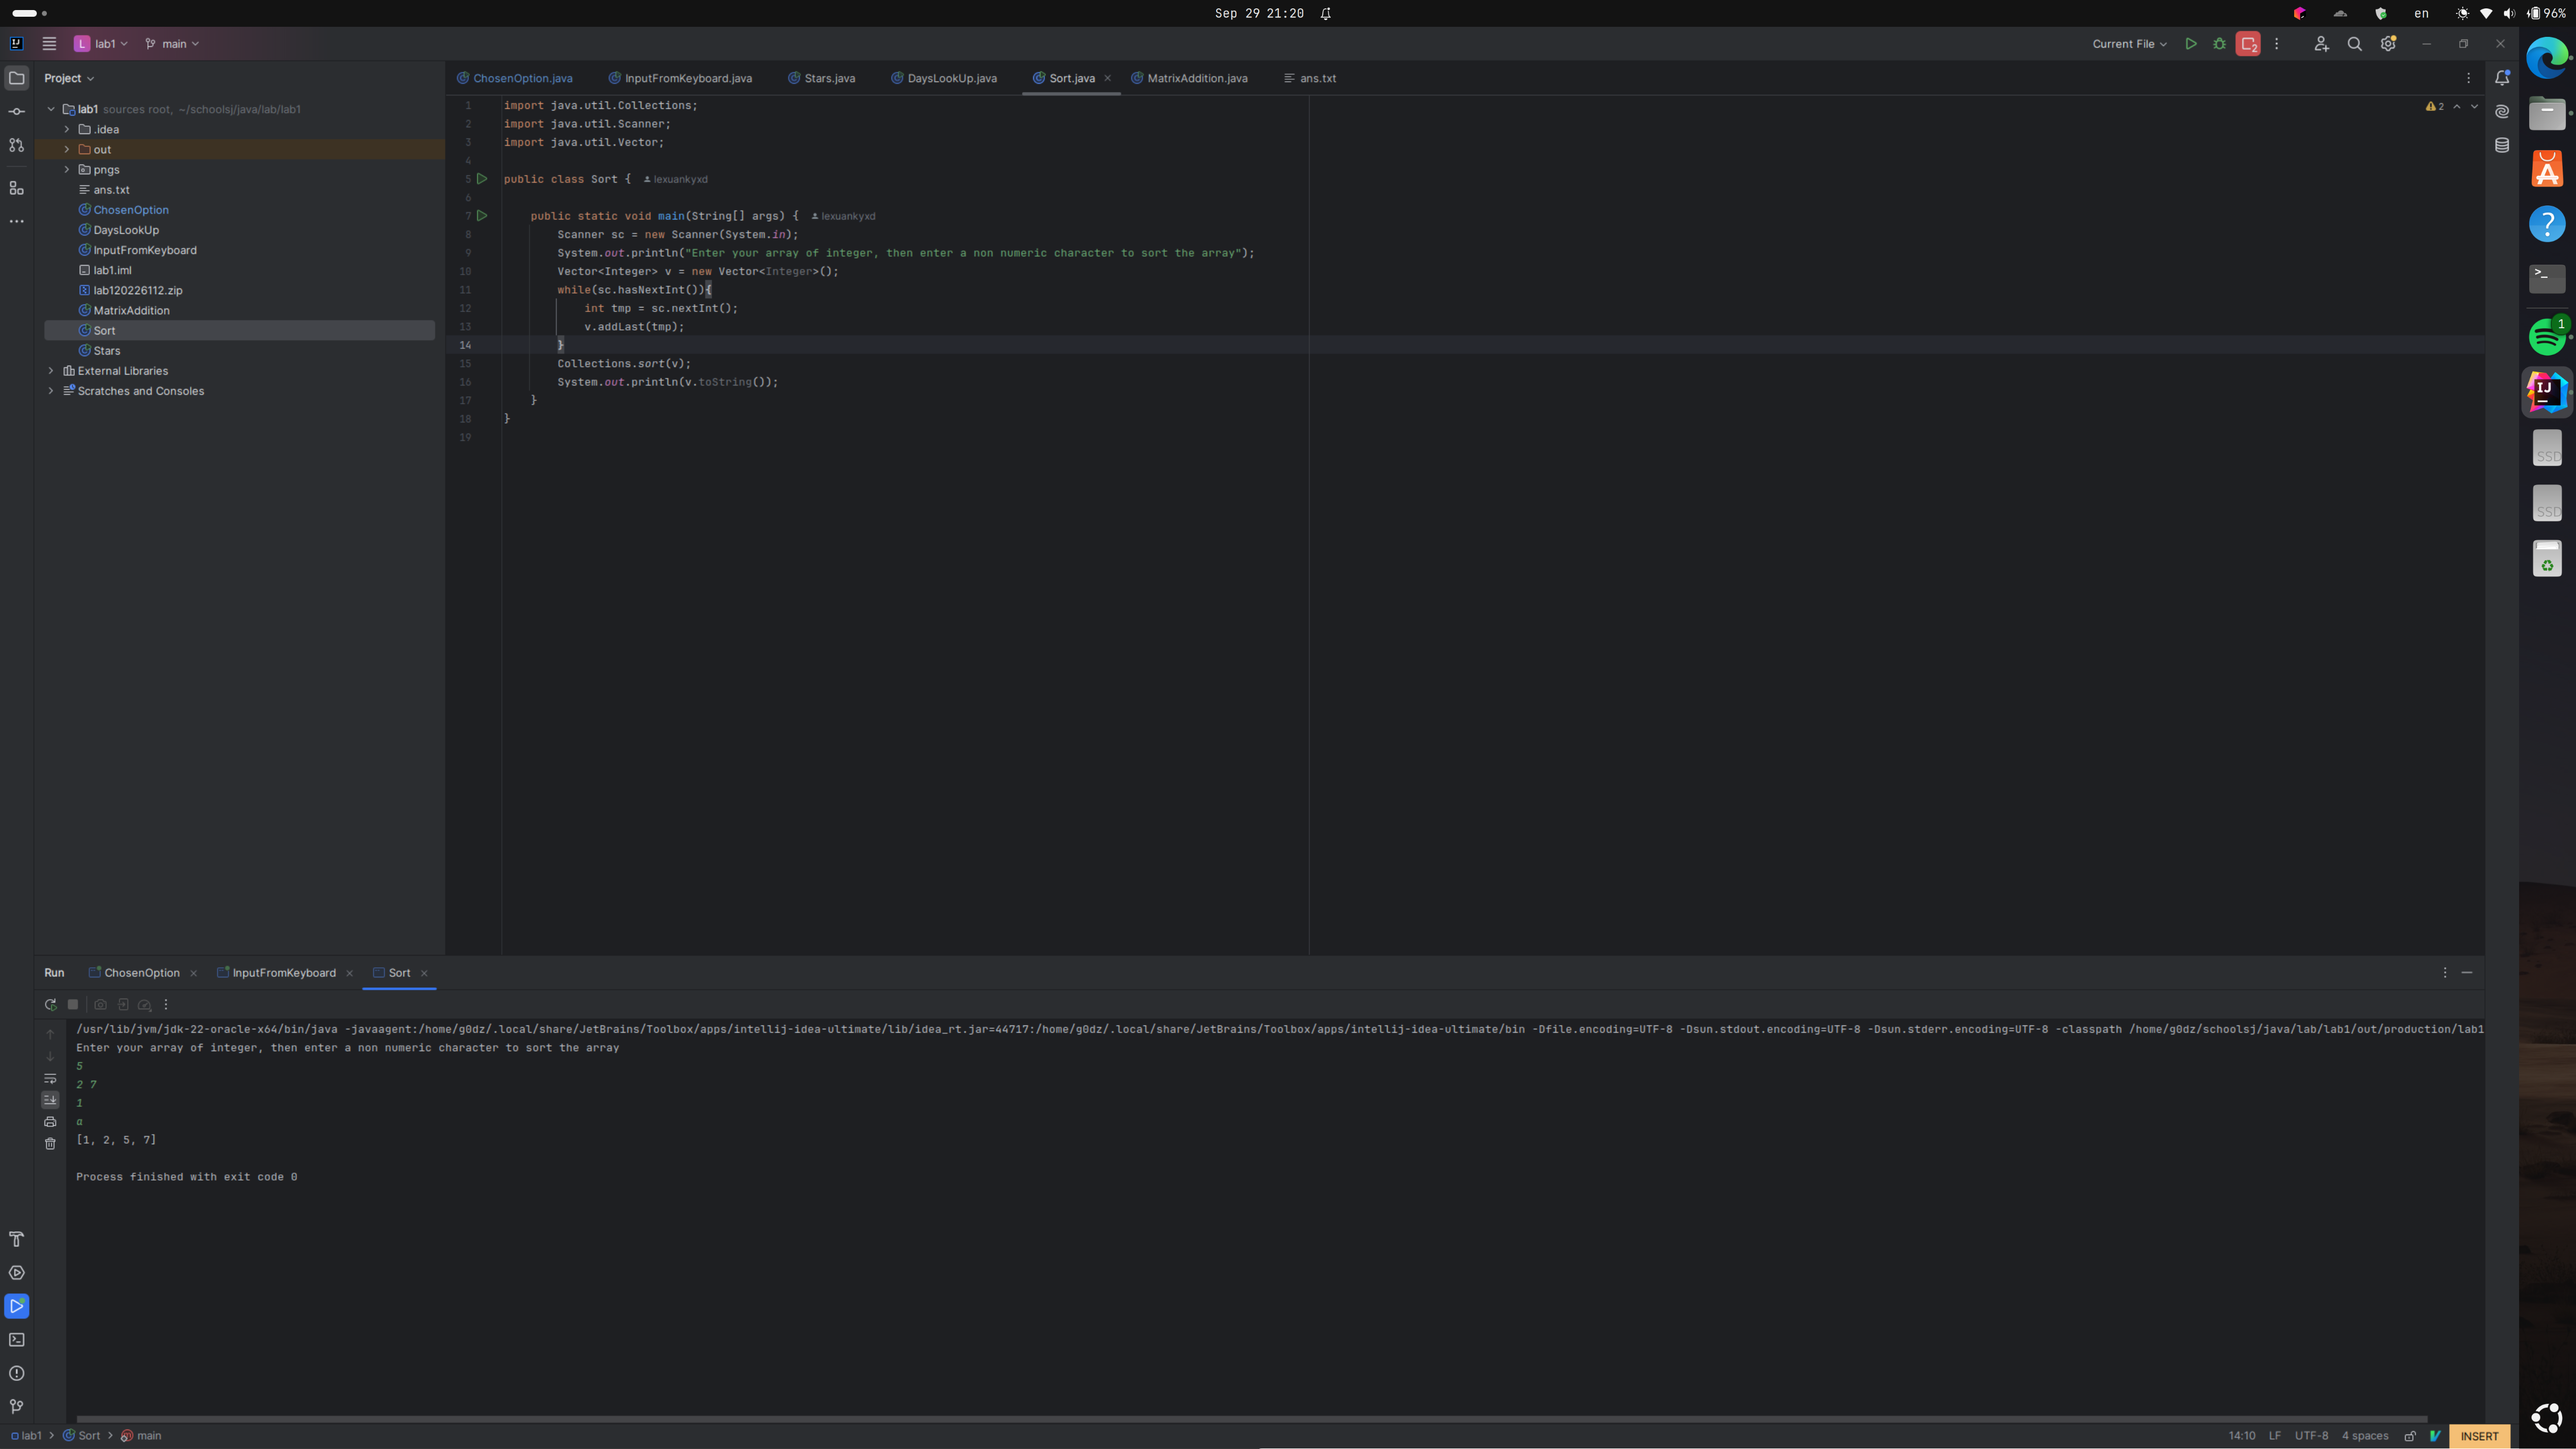 Sep 29 21:20
en
96%
L lab1
main
Current File
2
Project
ChosenOption.java
InputFromKeyboard.java
Stars.java
DaysLookUp.java
Sort.java
MatrixAddition.java
ans.txt
lab1 sources root, ~/schoolsj/java/lab/lab1
.idea
out
pngs
ans.txt
ChosenOption
DaysLookUp
InputFromKeyboard
lab1.iml
lab120226112.zip
MatrixAddition
Sort
Stars
External Libraries
Scratches and Consoles
2
1 import java.util.Collections;
2 import java.util.Scanner;
3 import java.util.Vector;
4
5 public class Sort { lexuankyxd
6
7 public static void main(String[] args) { lexuankyxd
8 Scanner sc = new Scanner(System.in);
9 System.out.println("Enter your array of integer, then enter a non numeric character to sort the array");
10 Vector<Integer> v = new Vector<Integer>();
11 while(sc.hasNextInt()){
12 int tmp = sc.nextInt();
13 v.addLast(tmp);
14 }
15 Collections.sort(v);
16 System.out.println(v.toString());
17 }
18 }
19
Run
ChosenOption
InputFromKeyboard
Sort
/usr/lib/jvm/jdk-22-oracle-x64/bin/java -javaagent:/home/g0dz/.local/share/JetBrains/Toolbox/apps/intellij-idea-ultimate/lib/idea_rt.jar=44717:/home/g0dz/.local/share/JetBrains/Toolbox/apps/intellij-idea-ultimate/bin -Dfile.encoding=UTF-8 -Dsun.stdout.encoding=UTF-8 -Dsun.stderr.encoding=UTF-8 -classpath /home/g0dz/schoolsj/java/lab/lab1/out/production/lab1
Enter your array of integer, then enter a non numeric character to sort the array
5
2 7
1
a
[1, 2, 5, 7]
Process finished with exit code 0
lab1 > Sort > main
14:10 LF UTF-8 4 spaces
INSERT
1
IJ
SSD
SSD